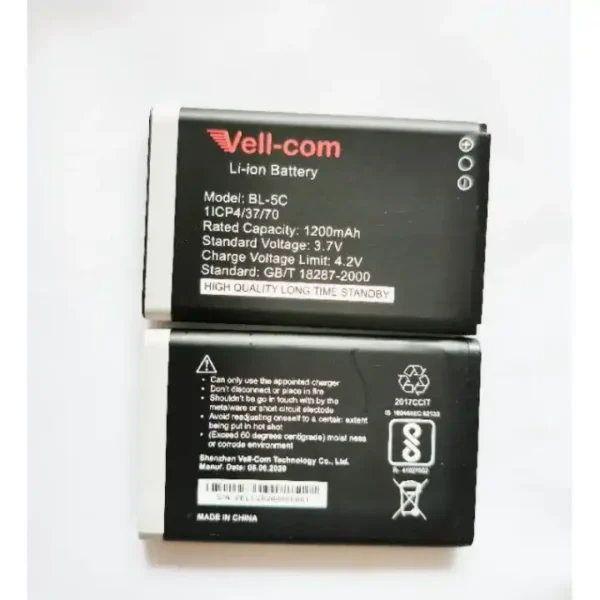 Vell-com
Li-ion Battery
Model: BL-5C
1ICP4/37/70
Rated Capacity: 1200mAh
Standard Voltage: 3.7V
Charge Voltage Limit: 4.2V
Standard: GB/T 18287-2000
HIGH QUALITY LONG TIME STANDBY
Can only use the appointed charger
Don't disconnect or place in fire
Shouldn't be go in touch with by the
metalware or short circuit electode
Avoid readjusting oneself to a certain: extent
being put in hot shot
(Exceed 60 degrees centigrade) moist ness
or corrode environment
Shenzhen Vell-Com Technology Co., Ltd.
Manuf. Date: 08.06.2020
2017CCIT
MADE IN CHINA